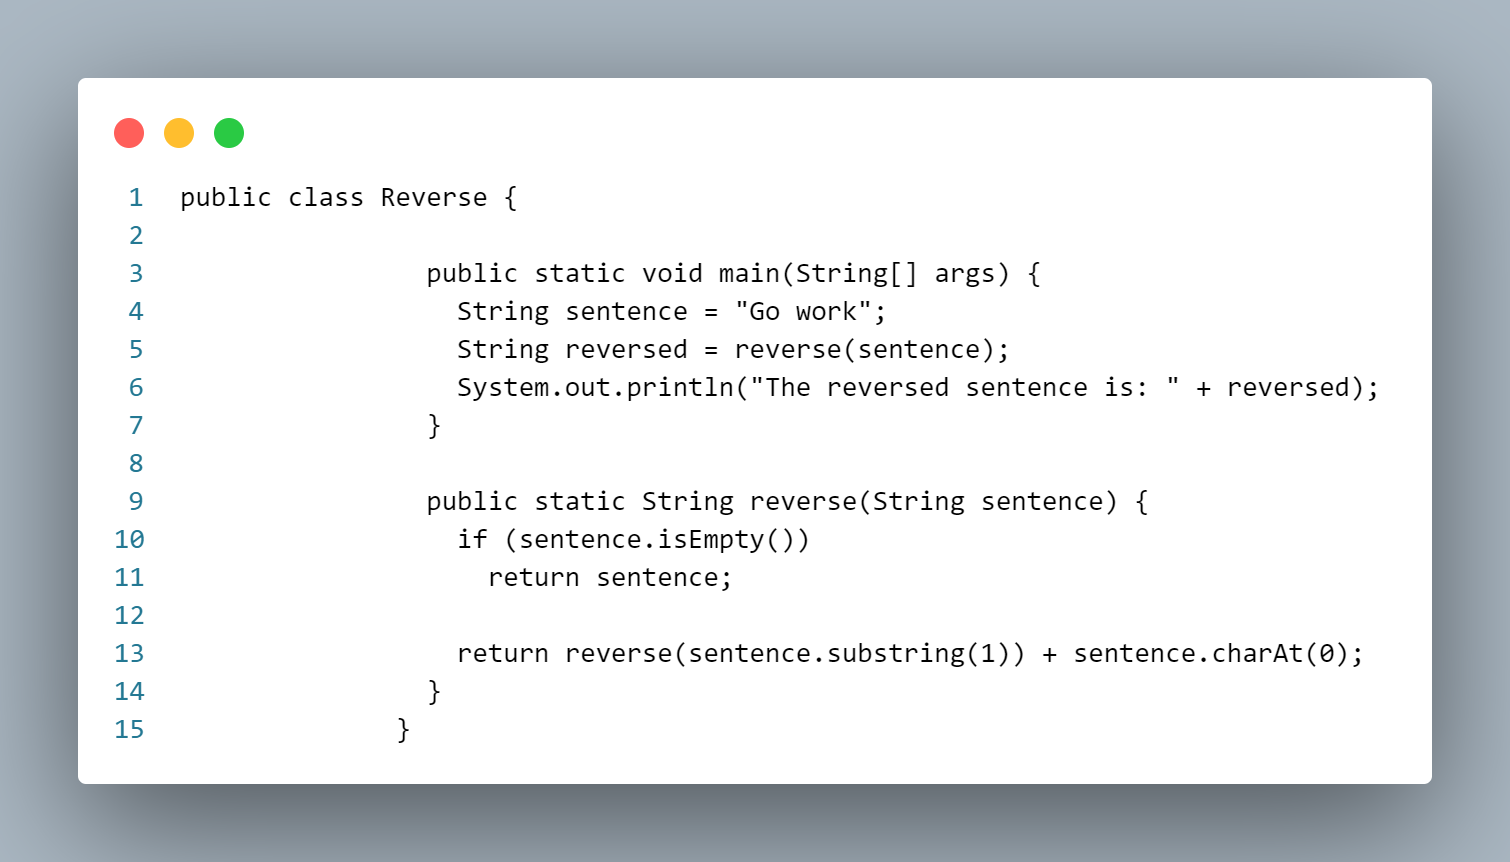 1 public class Reverse {
2
3 public static void main(String[] args) {
4 String sentence = "Go work";
5 String reversed = reverse(sentence);
6 System.out.println("The reversed sentence is: " + reversed);
7 }
8
9 public static String reverse(String sentence) {
10 if (sentence.isEmpty())
11 return sentence;
12
13 return reverse(sentence.substring(1)) + sentence.charAt(0);
14 }
15 }